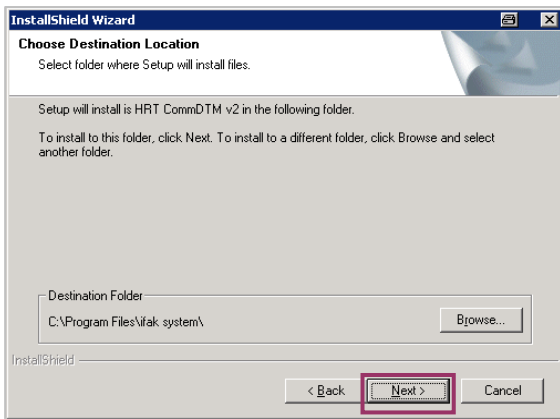 InstallShield Wizard
Choose Destination Location
Select folder where Setup will install files.
Setup will install is HRT CommDTM v2 in the following folder.
To install to this folder, click Next. To install to a different folder, click Browse and select
another folder.
Destination Folder
C:\Program Files\ifak system\
Browse...
InstallShield
< Back
Next >
Cancel